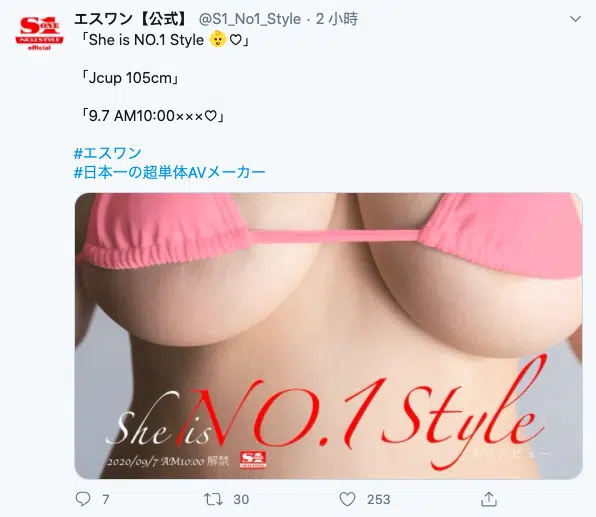 S1 ONE
NO.1 STYLE
official
エスワン【公式】 @S1_No1_Style · 2 小時
「She is NO.1 Style 👶♡」
「Jcup 105cm」
「9.7 AM10:00×××♡」
#エスワン
#日本一の超単体AVメーカー
She is NO.1 Style
デビュー
2020/09/7 AM10:00 解禁
S1
7 30 253